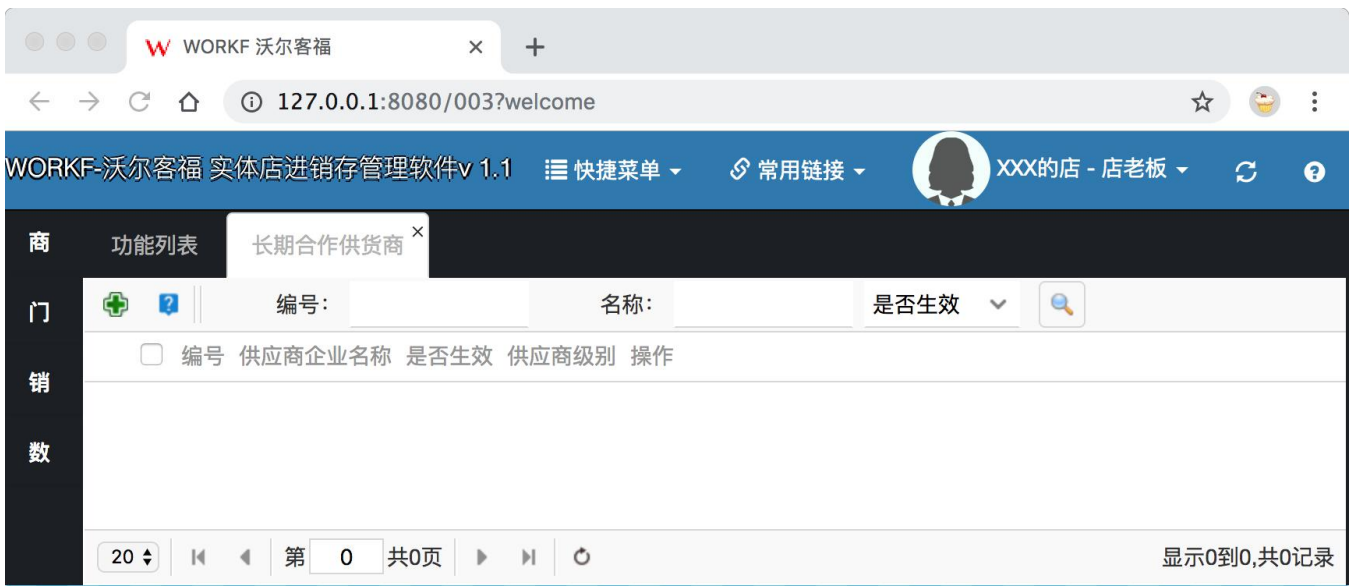 WORKF 沃尔客福
127.0.0.1:8080/003?welcome
WORKF-沃尔客福 实体店进销存管理软件v 1.1 快捷菜单 常用链接 XXX的店 - 店老板
商 功能列表 长期合作供货商
门 编号: 名称: 是否生效
编号 供应商企业名称 是否生效 供应商级别 操作
销
数
20 第 0 共0页 显示0到0,共0记录